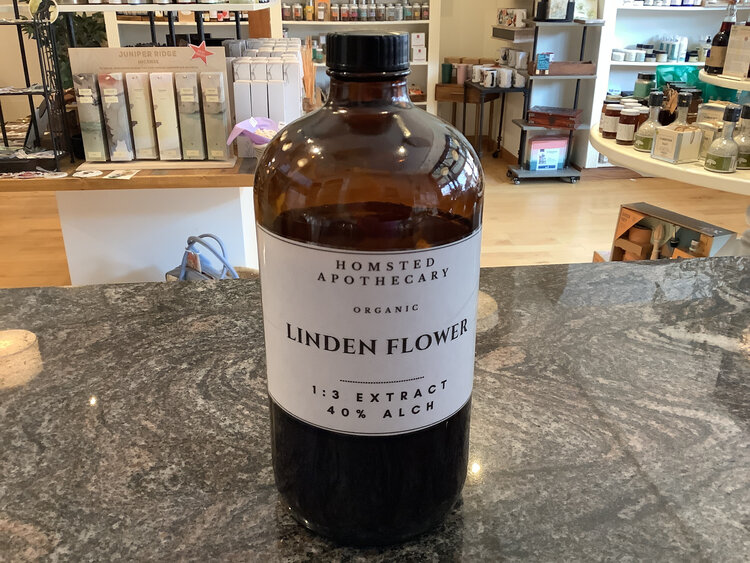 JUNIPER RIDGE
HOMSTED
APOTHECARY
ORGANIC
LINDEN FLOWER
1:3 EXTRACT
40% ALCH